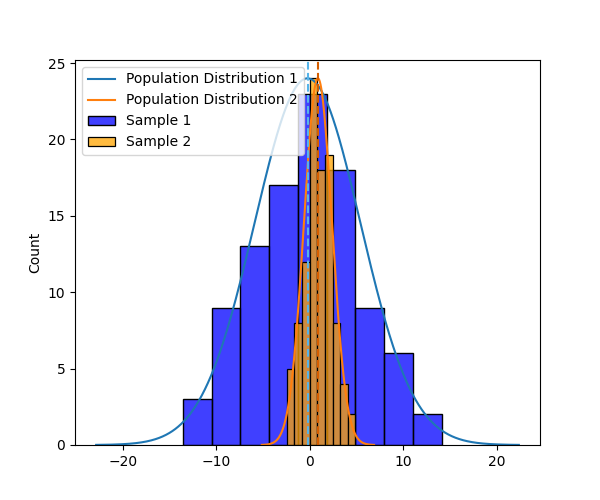 Population Distribution 1
Population Distribution 2
Sample 1
Sample 2
Count
25
20
15
10
5
0
−20
−10
0
10
20